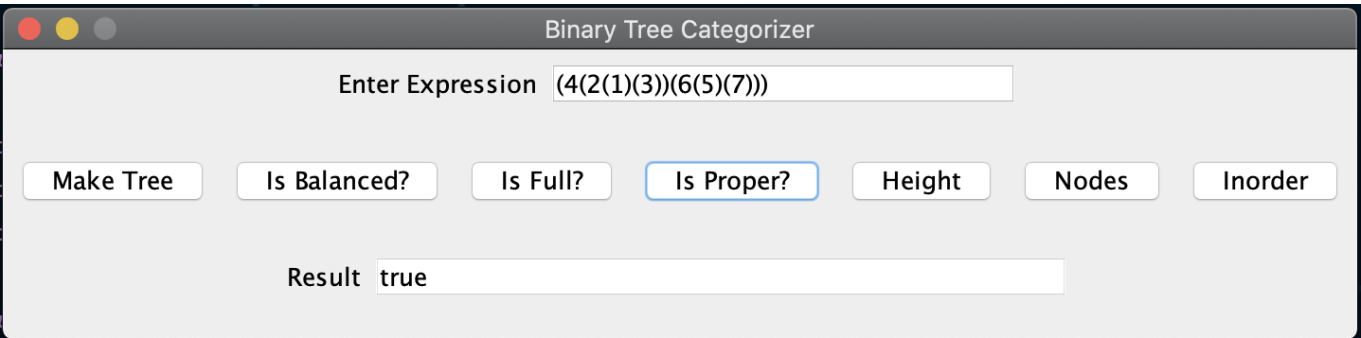 Binary Tree Categorizer
Enter Expression (4(2(1)(3))(6(5)(7)))
Make Tree Is Balanced? Is Full? Is Proper? Height Nodes Inorder
Result true